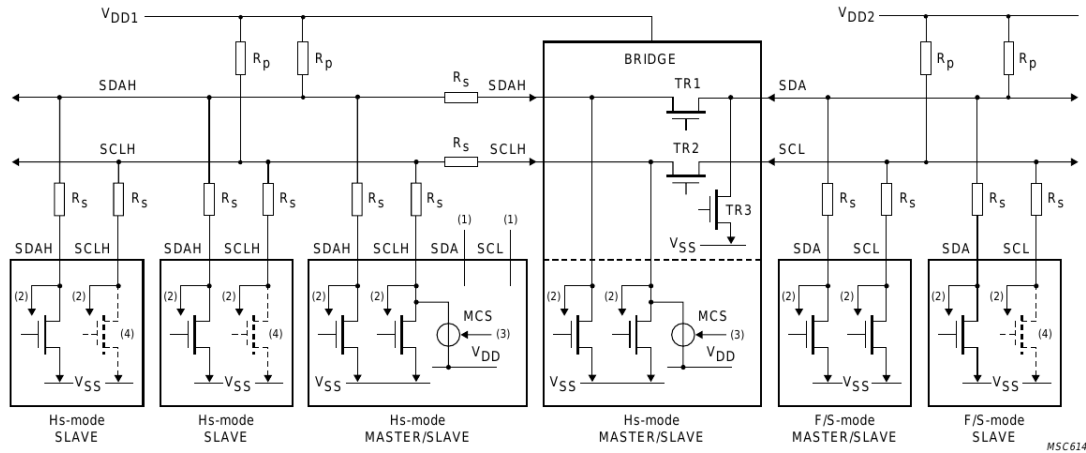 VDD1
VDD2
BRIDGE
Rp Rp Rp Rp
SDAH Rs SDAH TR1 SDA
SCLH Rs SCLH TR2 SCL
Rs Rs Rs Rs Rs Rs Rs Rs Rs Rs
(1) (1)
TR3
VSS
SDAH SCLH SDAH SCLH SDAH SCLH SDA SCL SDA SCL SDA SCL
(2) (2) (2) (2) (2) (2) (2) (2) (2) (2) (2) (2)
MCS MCS
(4) (4) (3) (3) (4)
VDD VDD
VSS VSS VSS VSS VSS VSS
Hs-mode
SLAVE
Hs-mode
SLAVE
Hs-mode
MASTER/SLAVE
Hs-mode
MASTER/SLAVE
F/S-mode
MASTER/SLAVE
F/S-mode
SLAVE
MSC614